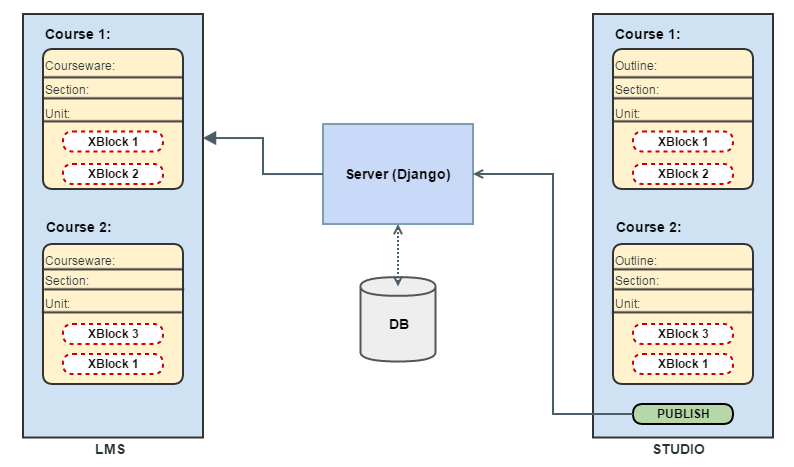 Course 1:
Courseware:
Section:
Unit:
XBlock 1
XBlock 2
Course 2:
Courseware:
Section:
Unit:
XBlock 3
XBlock 1
LMS
Server (Django)
DB
Course 1:
Outline:
Section:
Unit:
XBlock 1
XBlock 2
Course 2:
Outline:
Section:
Unit:
XBlock 3
XBlock 1
PUBLISH
STUDIO